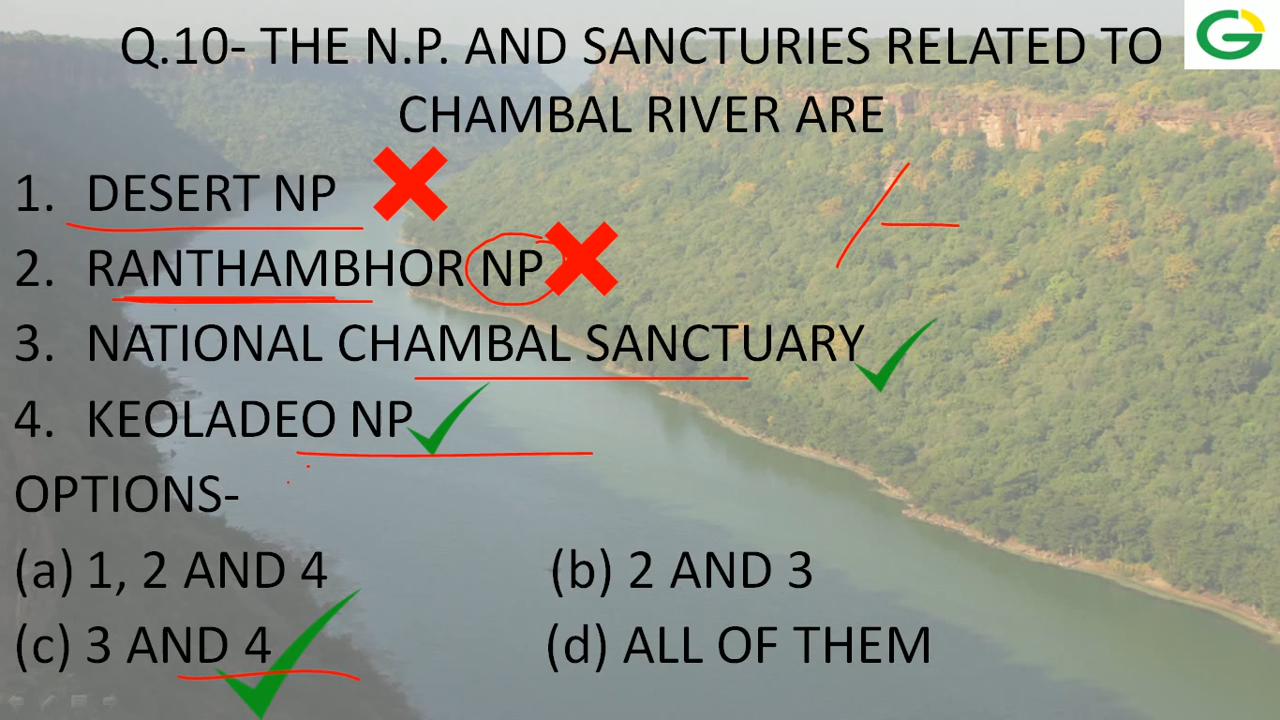 Q.10- THE N.P. AND SANCTURIES RELATED TO
CHAMBAL RIVER ARE
1. DESERT NP
2. RANTHAMBHOR NP
3. NATIONAL CHAMBAL SANCTUARY
4. KEOLADEO NP
OPTIONS-
(a) 1, 2 AND 4 (b) 2 AND 3
(c) 3 AND 4 (d) ALL OF THEM